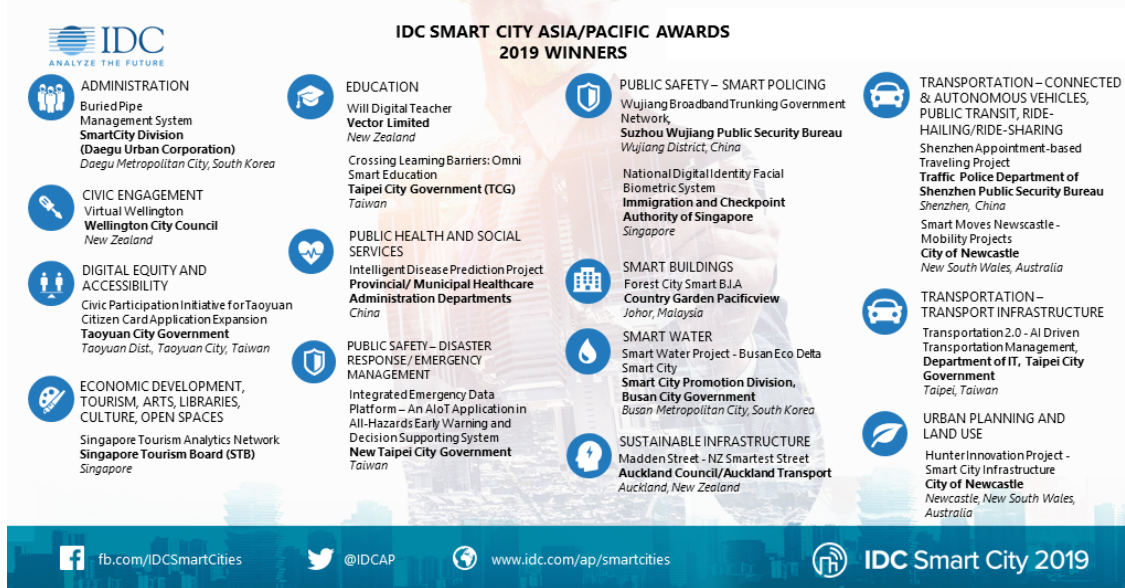 IDC
ANALYZE THE FUTURE
IDC SMART CITY ASIA/PACIFIC AWARDS
2019 WINNERS
ADMINISTRATION
Buried Pipe
Management System
SmartCity Division
(Daegu Urban Corporation)
Daegu Metropolitan City, South Korea
CIVIC ENGAGEMENT
Virtual Wellington
Wellington City Council
New Zealand
DIGITAL EQUITY AND
ACCESSIBILITY
Civic Participation Initiative for Taoyuan
Citizen Card Application Expansion
Taoyuan City Government
Taoyuan Dist., Taoyuan City, Taiwan
ECONOMIC DEVELOPMENT,
TOURISM, ARTS, LIBRARIES,
CULTURE, OPEN SPACES
Singapore Tourism Analytics Network
Singapore Tourism Board (STB)
Singapore
EDUCATION
Will Digital Teacher
Vector Limited
New Zealand
Crossing Learning Barriers: Omni
Smart Education
Taipei City Government (TCG)
Taiwan
PUBLIC HEALTH AND SOCIAL
SERVICES
Intelligent Disease Prediction Project
Provincial/ Municipal Healthcare
Administration Departments
China
PUBLIC SAFETY – DISASTER
RESPONSE/ EMERGENCY
MANAGEMENT
Integrated Emergency Data
Platform – An AIoT Application in
All-Hazards Early Warning and
Decision Supporting System
New Taipei City Government
Taiwan
PUBLIC SAFETY – SMART POLICING
Wujiang Broadband Trunking Government
Network,
Suzhou Wujiang Public Security Bureau
Wujiang District, China
National Digital Identity Facial
Biometric System
Immigration and Checkpoint
Authority of Singapore
Singapore
SMART BUILDINGS
Forest City Smart B.I.A
Country Garden Pacificview
Johor, Malaysia
SMART WATER
Smart Water Project - Busan Eco Delta
Smart City
Smart City Promotion Division,
Busan City Government
Busan Metropolitan City, South Korea
SUSTAINABLE INFRASTRUCTURE
Madden Street - NZ Smartest Street
Auckland Council/Auckland Transport
Auckland, New Zealand
TRANSPORTATION – CONNECTED
& AUTONOMOUS VEHICLES,
PUBLIC TRANSIT, RIDE-
HAILING/RIDE-SHARING
Shenzhen Appointment-based
Traveling Project
Traffic Police Department of
Shenzhen Public Security Bureau
Shenzhen, China
Smart Moves Newscastle -
Mobility Projects
City of Newcastle
New South Wales, Australia
TRANSPORTATION –
TRANSPORT INFRASTRUCTURE
Transportation 2.0 - AI Driven
Transportation Management,
Department of IT, Taipei City
Government
Taipei, Taiwan
URBAN PLANNING AND
LAND USE
Hunter Innovation Project -
Smart City Infrastructure
City of Newcastle
Newcastle, New South Wales,
Australia
fb.com/IDCSmartCities
@IDCAP
www.idc.com/ap/smartcities
IDC Smart City 2019